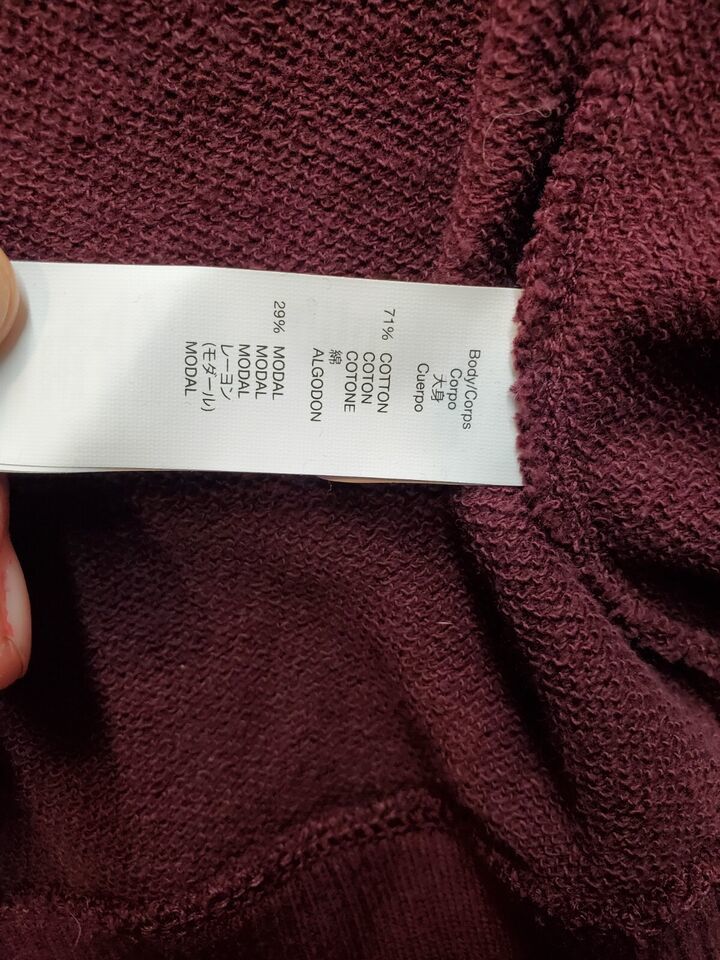 Body/Corps
Corpo
大身
Cuerpo
71% COTTON
COTON
COTONE
綿
ALGODON
29% MODAL
MODAL
MODAL
レーヨン
(モダール)
MODAL